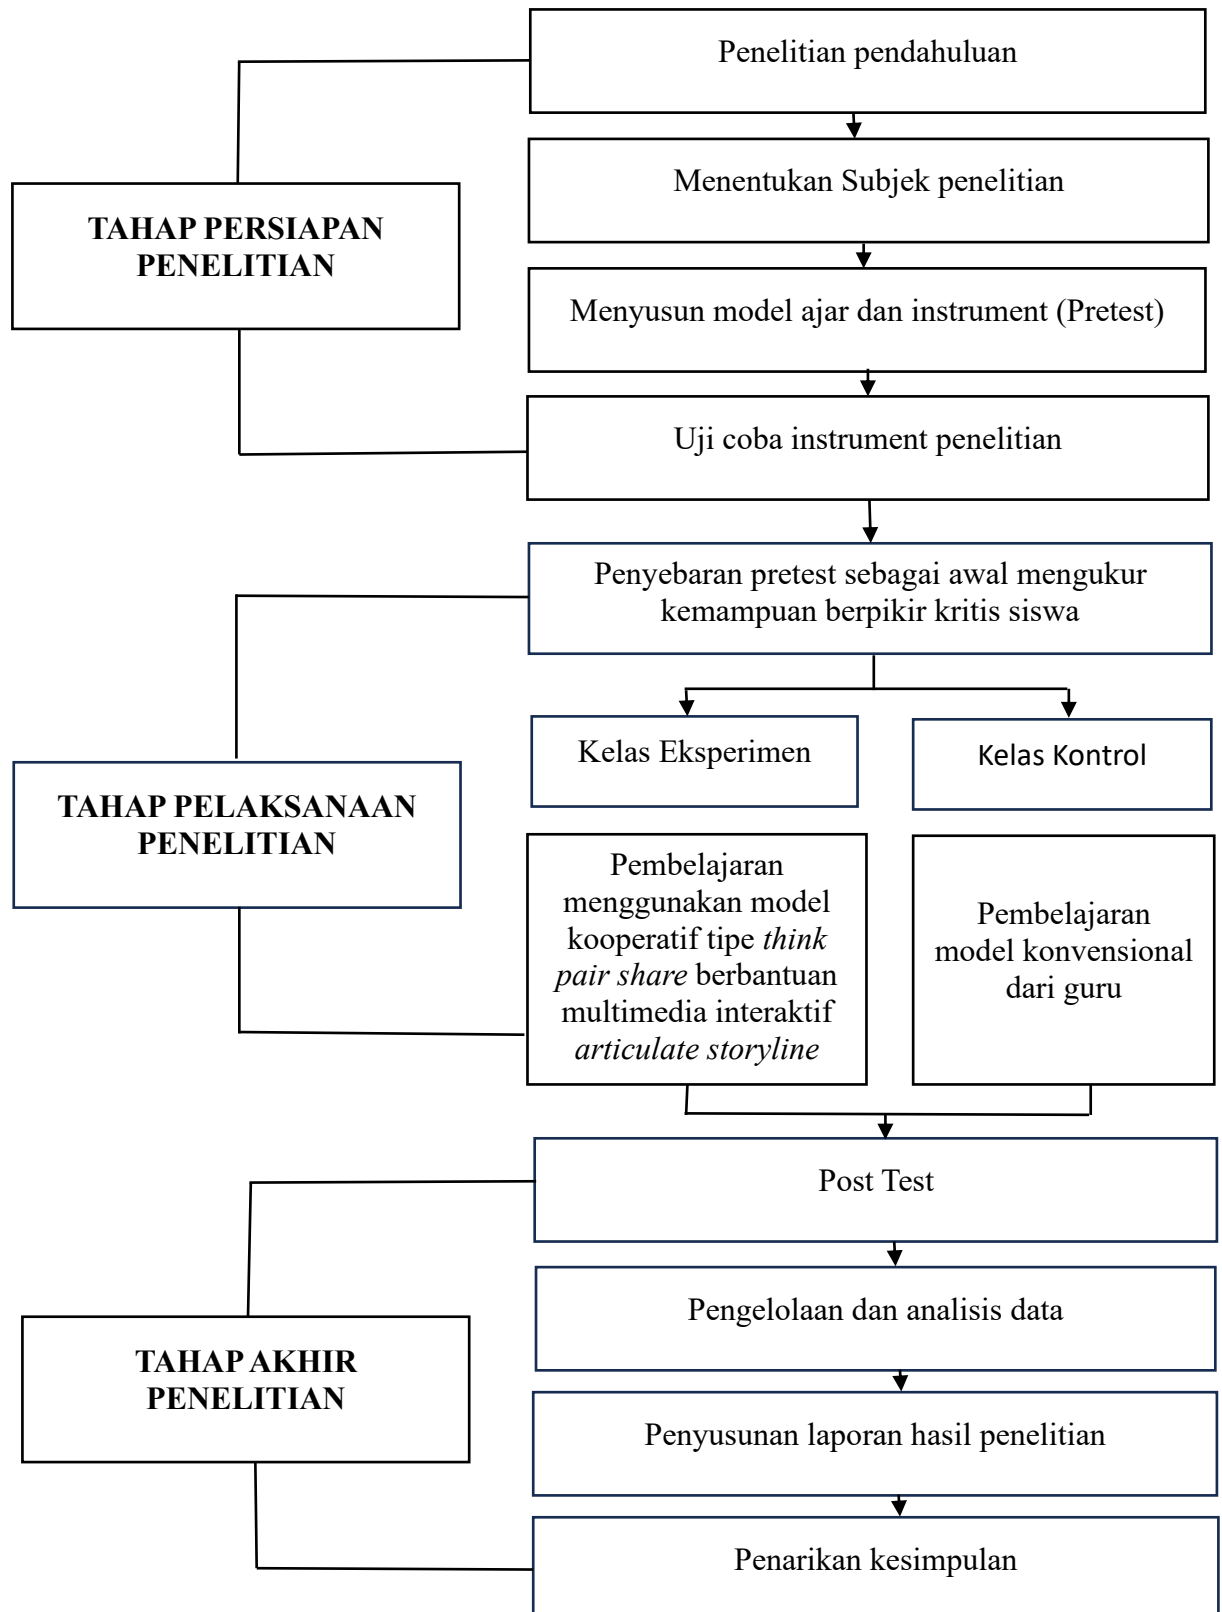 Penelitian pendahuluan
Menentukan Subjek penelitian
TAHAP PERSIAPAN
PENELITIAN
Menyusun model ajar dan instrument (Pretest)
Uji coba instrument penelitian
Penyebaran pretest sebagai awal mengukur
kemampuan berpikir kritis siswa
Kelas Eksperimen
Kelas Kontrol
TAHAP PELAKSANAAN
PENELITIAN
Pembelajaran
menggunakan model
kooperatif tipe think
pair share berbantuan
multimedia interaktif
articulate storyline
Pembelajaran
model konvensional
dari guru
Post Test
Pengelolaan dan analisis data
TAHAP AKHIR
PENELITIAN
Penyusunan laporan hasil penelitian
Penarikan kesimpulan